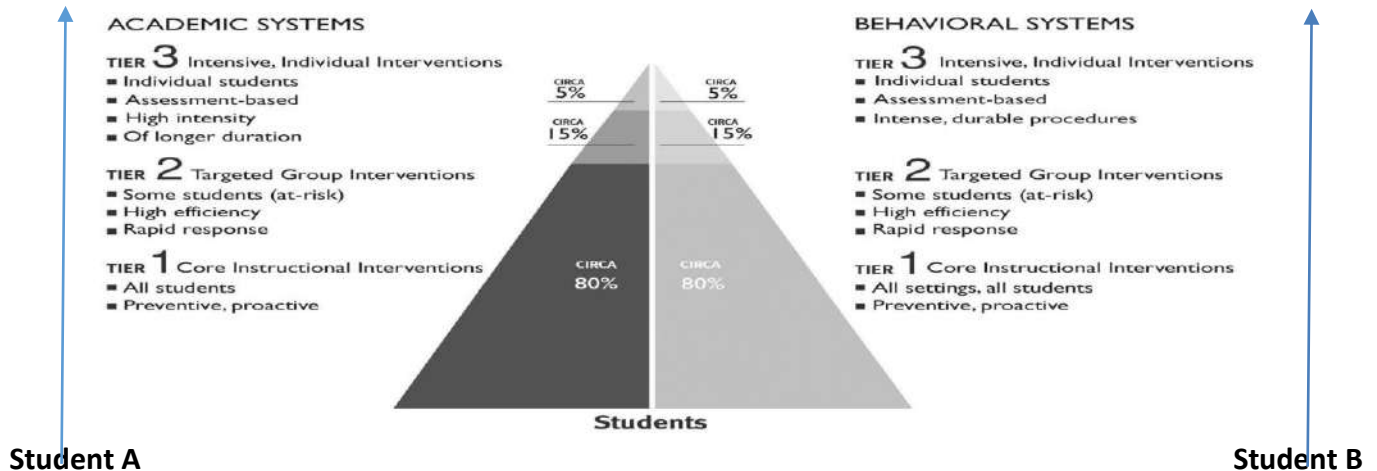 ACADEMIC SYSTEMS
TIER 3 Intensive, Individual Interventions
■ Individual students
■ Assessment-based
■ High intensity
■ Of longer duration
TIER 2 Targeted Group Interventions
■ Some students (at-risk)
■ High efficiency
■ Rapid response
TIER 1 Core Instructional Interventions
■ All students
■ Preventive, proactive
CIRCA
5%
CIRCA
15%
CIRCA
80%
CIRCA
5%
CIRCA
15%
CIRCA
80%
Students
BEHAVIORAL SYSTEMS
TIER 3 Intensive, Individual Interventions
■ Individual students
■ Assessment-based
■ Intense, durable procedures
TIER 2 Targeted Group Interventions
■ Some students (at-risk)
■ High efficiency
■ Rapid response
TIER 1 Core Instructional Interventions
■ All settings, all students
■ Preventive, proactive
Student A
Student B